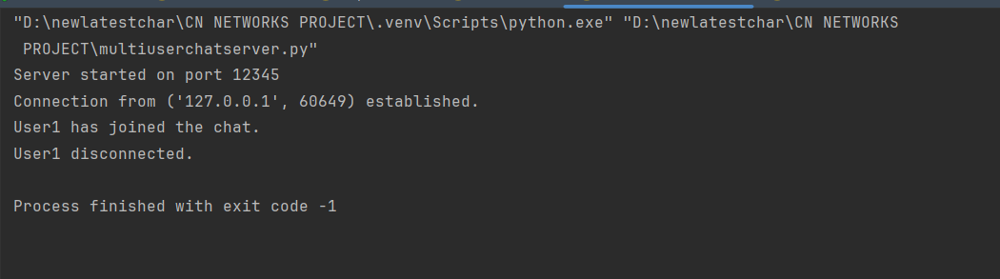 "D:\newlatestchar\CN NETWORKS PROJECT\.venv\Scripts\python.exe" "D:\newlatestchar\CN NETWORKS
PROJECT\multiuserchatserver.py"
Server started on port 12345
Connection from ('127.0.0.1', 60649) established.
User1 has joined the chat.
User1 disconnected.
Process finished with exit code -1